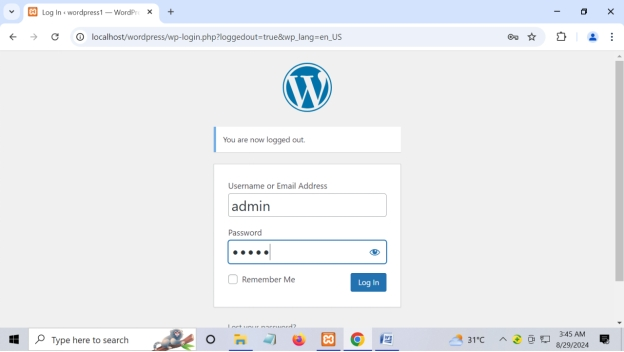 Log In ‹ wordpress1 — WordPr
localhost/wordpress/wp-login.php?loggedout=true&wp_lang=en_US
You are now logged out.
Username or Email Address
admin
Password
Remember Me
Log In
Lost your password?
Type here to search
31°C
3:45 AM
8/29/2024